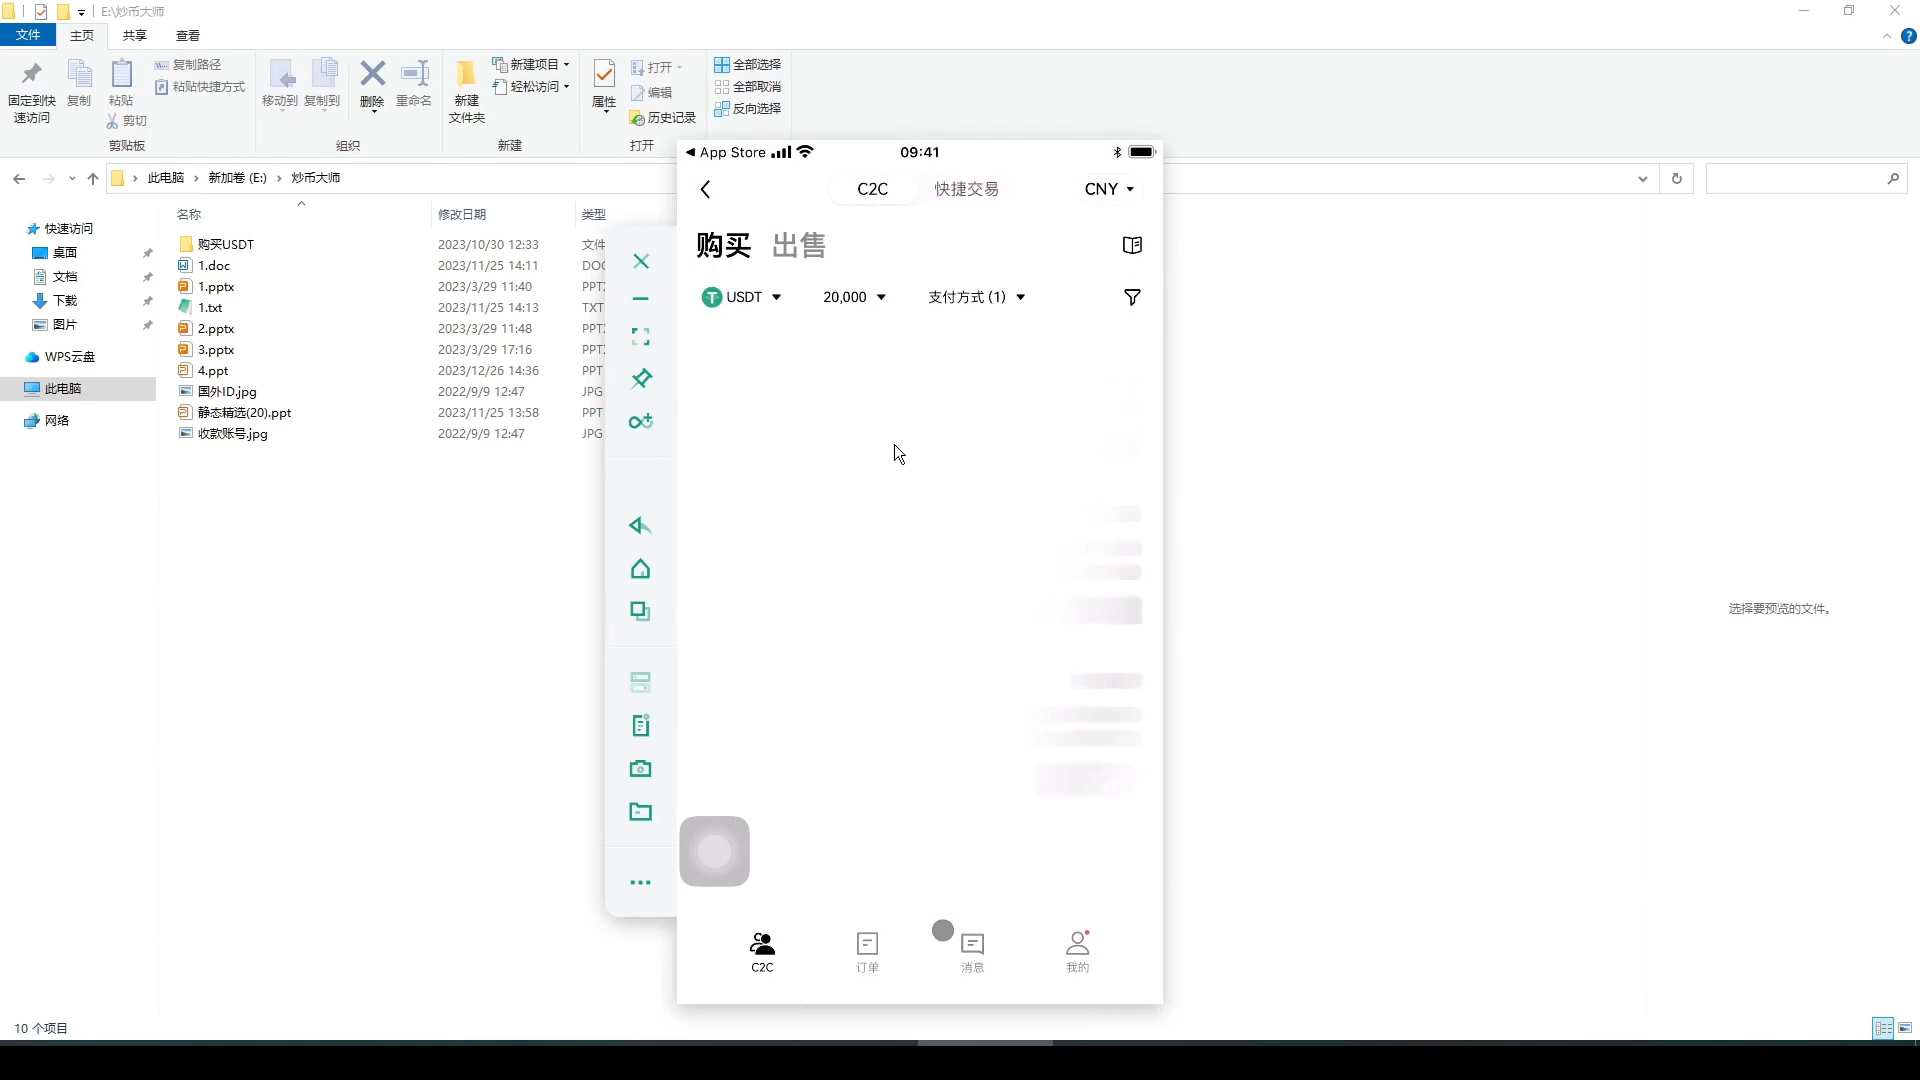 E:\炒币大师
文件 主页 共享 查看
固定到快速访问 复制 粘贴 复制路径 粘贴快捷方式 剪切
移动到 复制到 删除 重命名
新建文件夹 新建项目 轻松访问
属性 打开 编辑 历史记录
全部选择 全部取消 反向选择
剪贴板 组织 新建 打开
此电脑 新加卷 (E:) 炒币大师
快速访问
桌面
文档
下载
图片
WPS云盘
此电脑
网络
名称 修改日期 类型
购买USDT 2023/10/30 12:33 文件
1.doc 2023/11/25 14:11 DOC
1.pptx 2023/3/29 11:40 PPT
1.txt 2023/11/25 14:13 TXT
2.pptx 2023/3/29 11:48 PPT
3.pptx 2023/3/29 17:16 PPT
4.ppt 2023/12/26 14:36 PPT
国外ID.jpg 2022/9/9 12:47 JPG
静态精选(20).ppt 2023/11/25 13:58 PPT
收款账号.jpg 2022/9/9 12:47 JPG
App Store 09:41
C2C 快捷交易 CNY
购买 出售
USDT 20,000 支付方式 (1)
C2C 订单 消息 我的
选择要预览的文件。
10 个项目